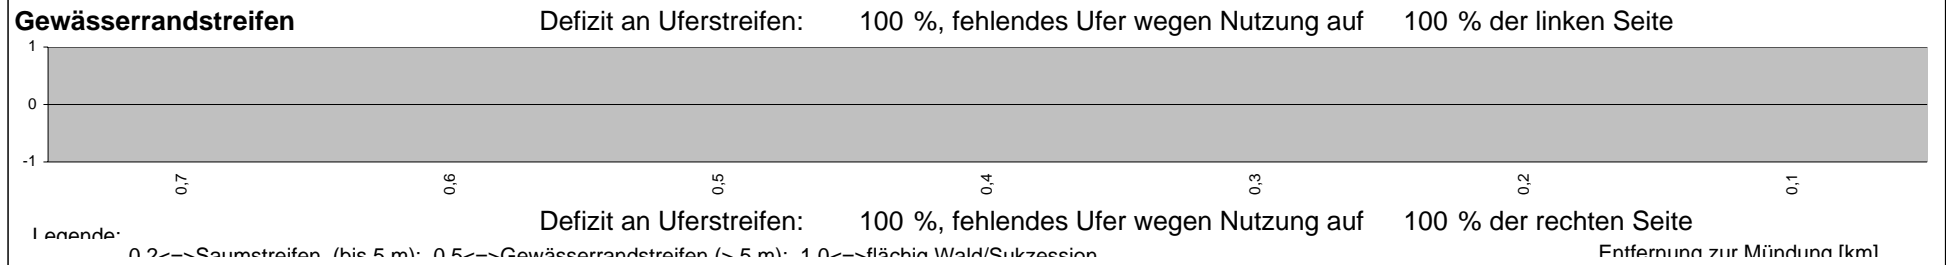 Gewässerrandstreifen Defizit an Uferstreifen: 100 %, fehlendes Ufer wegen Nutzung auf 100 % der linken Seite
1
0
-1
0,7 0,6 0,5 0,4 0,3 0,2 0,1
Defizit an Uferstreifen: 100 %, fehlendes Ufer wegen Nutzung auf 100 % der rechten Seite
Legende:
0,2<=>Saumstreifen (bis 5 m); 0,5<=>Gewässerrandstreifen (> 5 m); 1,0<=>flächig Wald/Sukzession
Entfernung zur Mündung [km]